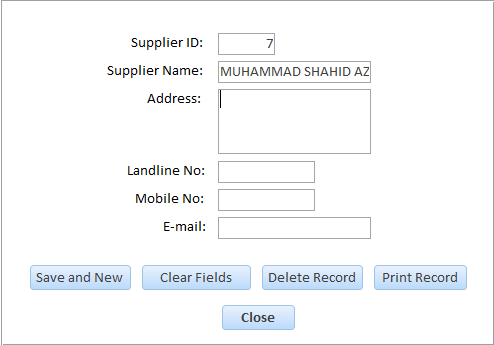 Supplier ID: 7
Supplier Name: MUHAMMAD SHAHID AZ
Address:
Landline No:
Mobile No:
E-mail:
Save and New Clear Fields Delete Record Print Record
Close